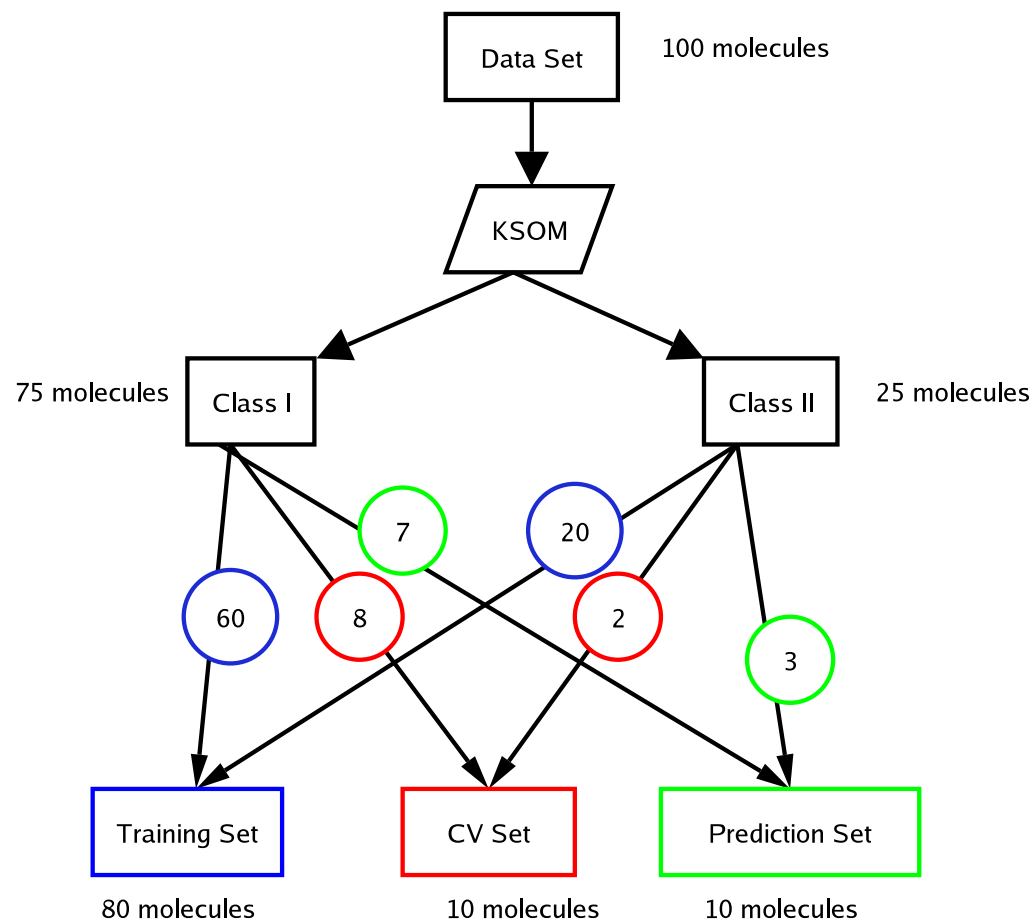 Data Set
100 molecules
KSOM
75 molecules
Class I
Class II
25 molecules
7
20
60
8
2
3
Training Set
CV Set
Prediction Set
80 molecules
10 molecules
10 molecules